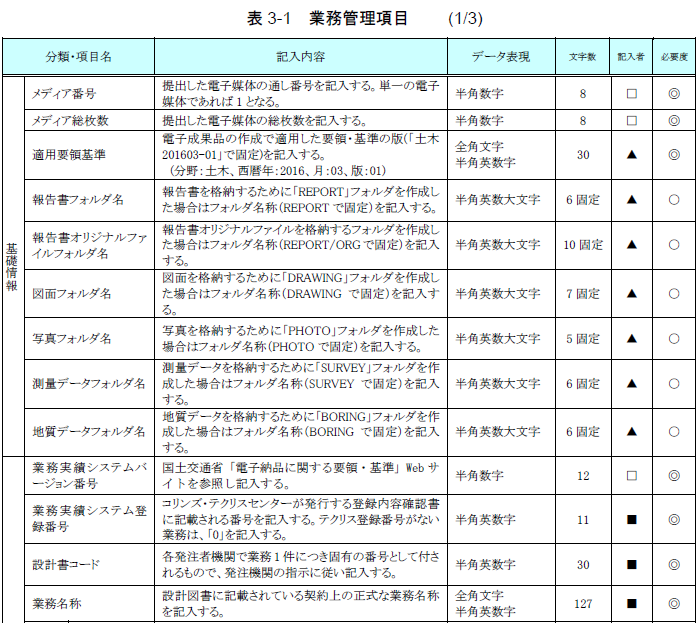 表 3-1　業務管理項目　　(1/3)
分類・項目名　記入内容　データ表現　文字数　記入者　必要度
基礎情報
メディア番号
提出した電子媒体の通し番号を記入する。単一の電子
媒体であれば1となる。
半角数字　8　□　◎
メディア総枚数
提出した電子媒体の総枚数を記入する。
半角数字　8　□　◎
適用要領基準
電子成果品の作成で適用した要領・基準の版(「土木
201603-01」で固定)を記入する。
(分野:土木、西暦年:2016、月:03、版:01)
全角文字
半角英数字
30　▲　◎
報告書フォルダ名
報告書を格納するために「REPORT」フォルダを作成し
た場合はフォルダ名称(REPORTで固定)を記入する。
半角英数大文字　6固定　▲　○
報告書オリジナルファ
イルフォルダ名
報告書オリジナルファイルを格納するフォルダを作成し
た場合はフォルダ名称(REPORT/ORGで固定)を記入
する。
半角英数大文字　10固定　▲　○
図面フォルダ名
図面を格納するために「DRAWING」フォルダを作成し
た場合はフォルダ名称(DRAWING で固定)を記入す
る。
半角英数大文字　7固定　▲　○
写真フォルダ名
写真を格納するために「PHOTO」フォルダを作成した
場合はフォルダ名称(PHOTOで固定)を記入する。
半角英数大文字　5固定　▲　○
測量データフォルダ名
測量データを格納するために「SURVEY」フォルダを作
成した場合はフォルダ名称(SURVEY で固定)を記入
する。
半角英数大文字　6固定　▲　○
地質データフォルダ名
地質データを格納するために「BORING」フォルダを作
成した場合はフォルダ名称(BORING で固定)を記入
する。
半角英数大文字　6固定　▲　○
業務実績システムバ
ージョン番号
国土交通省「電子納品に関する要領・基準」Webサ
イトを参照し記入する。
半角数字　12　□　◎
業務実績システム登
録番号
コリンズ・テクリスセンターが発行する登録内容確認書
に記載される番号を記入する。テクリス登録番号がない
業務は、「0」を記入する。
半角英数字　11　■　◎
設計書コード
各発注者機関で業務1件につき固有の番号として付さ
れるもので、発注機関の指示に従い記入する。
半角英数字　30　■　◎
業務名称
設計図書に記載されている契約上の正式な業務名称
を記入する。
全角文字
半角英数字
127　■　◎